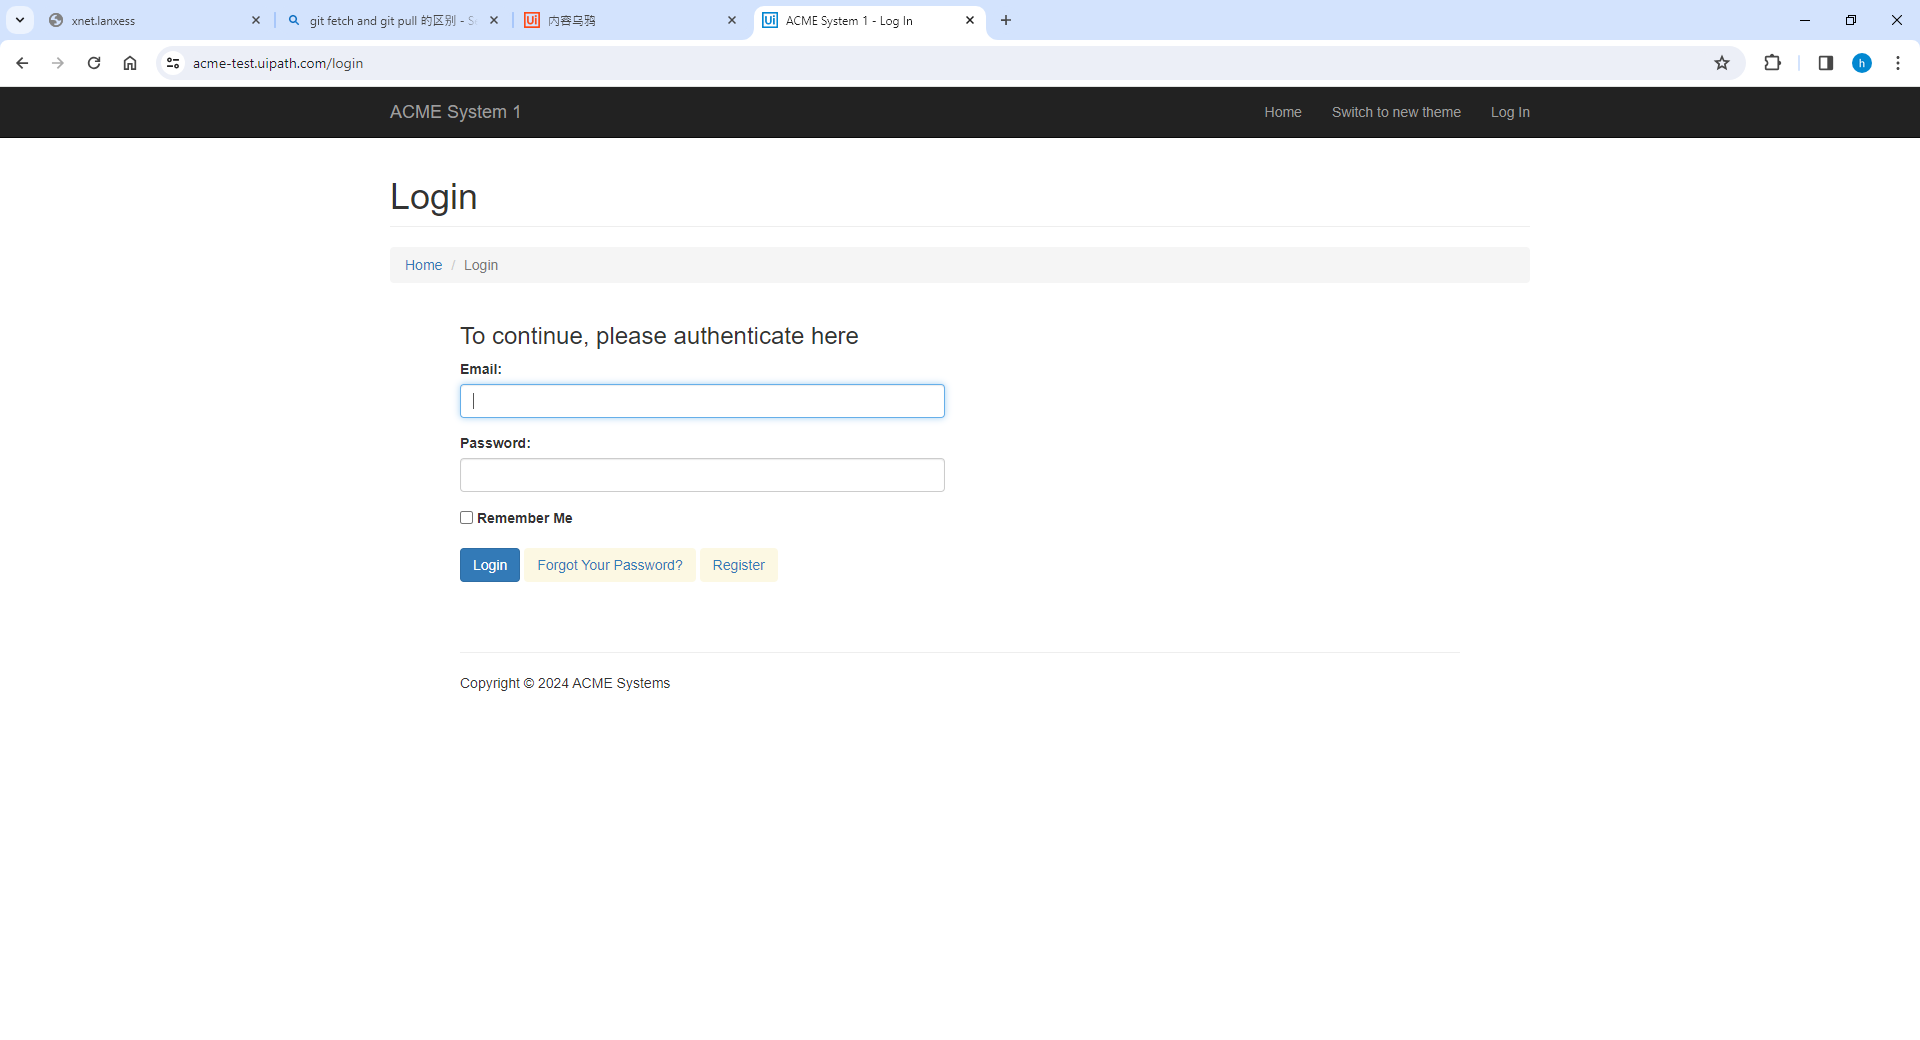 xnet.lanxess
git fetch and git pull 的区别 - S
内容乌鸦
ACME System 1 - Log In
acme-test.uipath.com/login
h
ACME System 1
Home
Switch to new theme
Log In
Login
Home / Login
To continue, please authenticate here
Email:
Password:
Remember Me
Login
Forgot Your Password?
Register
Copyright © 2024 ACME Systems